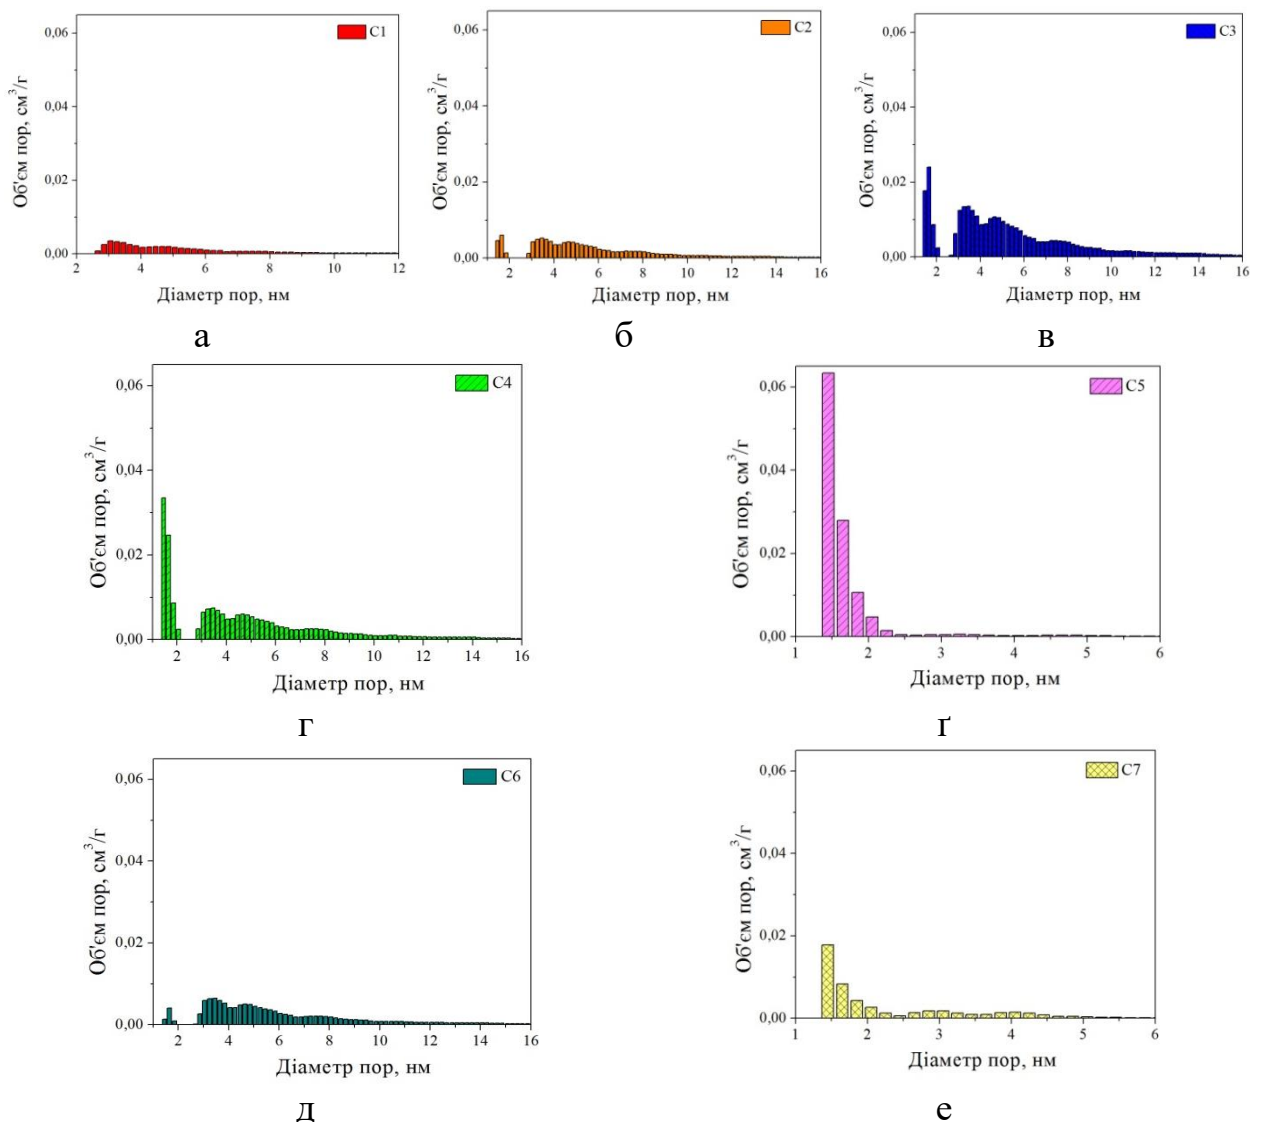 0,06
0,04
0,02
0,00
2 4 6 8 10 12
Об'єм пор, см³/г
Діаметр пор, нм
C1
а
0,06
0,04
0,02
0,00
2 4 6 8 10 12 14 16
Об'єм пор, см³/г
Діаметр пор, нм
C2
б
0,06
0,04
0,02
0,00
2 4 6 8 10 12 14 16
Об'єм пор, см³/г
Діаметр пор, нм
C3
в
0,06
0,04
0,02
0,00
2 4 6 8 10 12 14 16
Об'єм пор, см³/г
Діаметр пор, нм
C4
г
0,06
0,04
0,02
0,00
1 2 3 4 5 6
Об'єм пор, см³/г
Діаметр пор, нм
C5
ґ
0,06
0,04
0,02
0,00
2 4 6 8 10 12 14 16
Об'єм пор, см³/г
Діаметр пор, нм
C6
д
0,06
0,04
0,02
0,00
1 2 3 4 5 6
Об'єм пор, см³/г
Діаметр пор, нм
C7
е